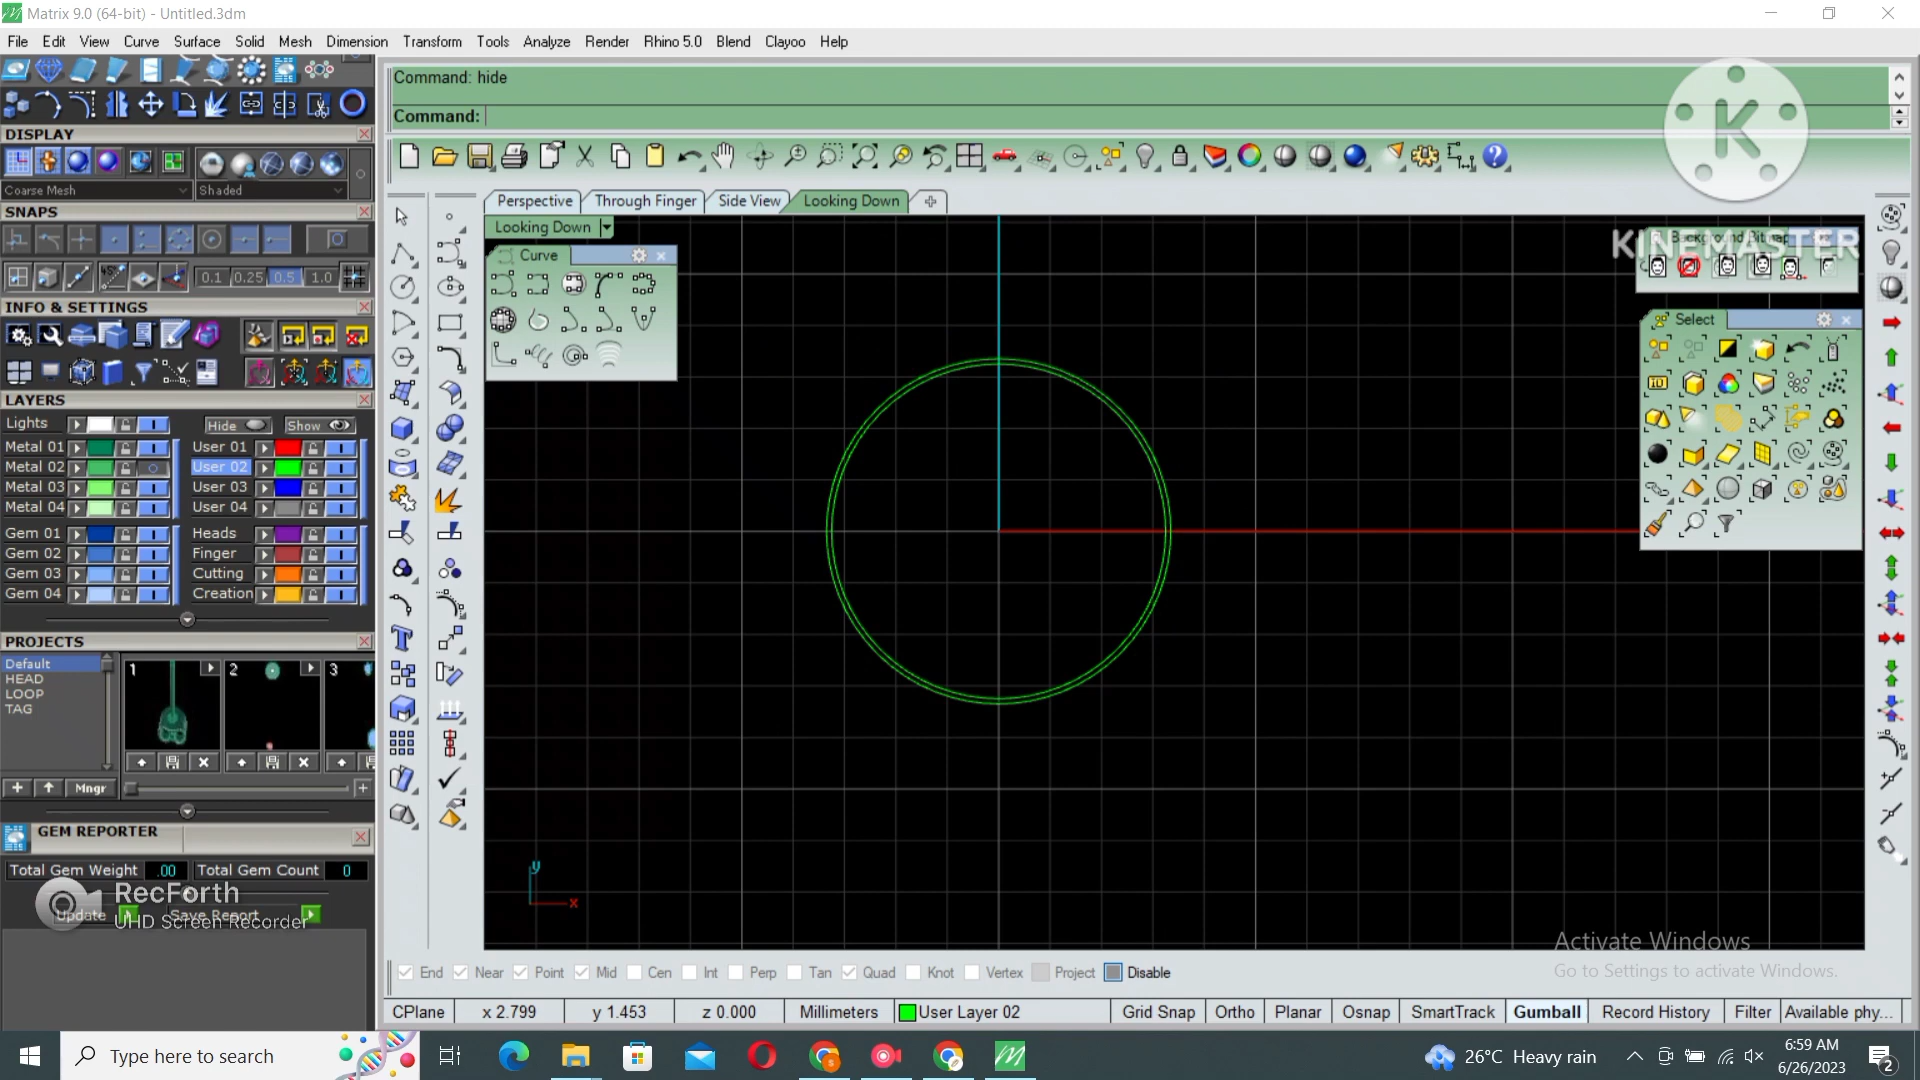 Matrix 9.0 (64-bit) - Untitled.3dm
File Edit View Curve Surface Solid Mesh Dimension Transform Tools Analyze Render Rhino 5.0 Blend Clayoo Help
Command: hide
Command:
K
DISPLAY
Coarse Mesh Shaded
SNAPS
0.1 0.25 0.5 1.0
INFO & SETTINGS
LAYERS
Lights Hide Show
Metal 01 User 01
Metal 02 User 02
Metal 03 User 03
Metal 04 User 04
Gem 01 Heads
Gem 02 Finger
Gem 03 Cutting
Gem 04 Creation
PROJECTS
Default
HEAD
LOOP
TAG
1 2 3
Mngr
GEM REPORTER
Total Gem Weight .00 Total Gem Count 0
Update Save Report
RecForth
UHD Screen Recorder
Perspective Through Finger Side View Looking Down
Looking Down
Curve
Background Bitmap
KINEMASTER
Select
y
x
Activate Windows
Go to Settings to activate Windows.
End Near Point Mid Cen Int Perp Tan Quad Knot Vertex Project Disable
CPlane x 2.799 y 1.453 z 0.000 Millimeters User Layer 02 Grid Snap Ortho Planar Osnap SmartTrack Gumball Record History Filter Available phy...
Type here to search
26°C Heavy rain
6:59 AM
6/26/2023
2